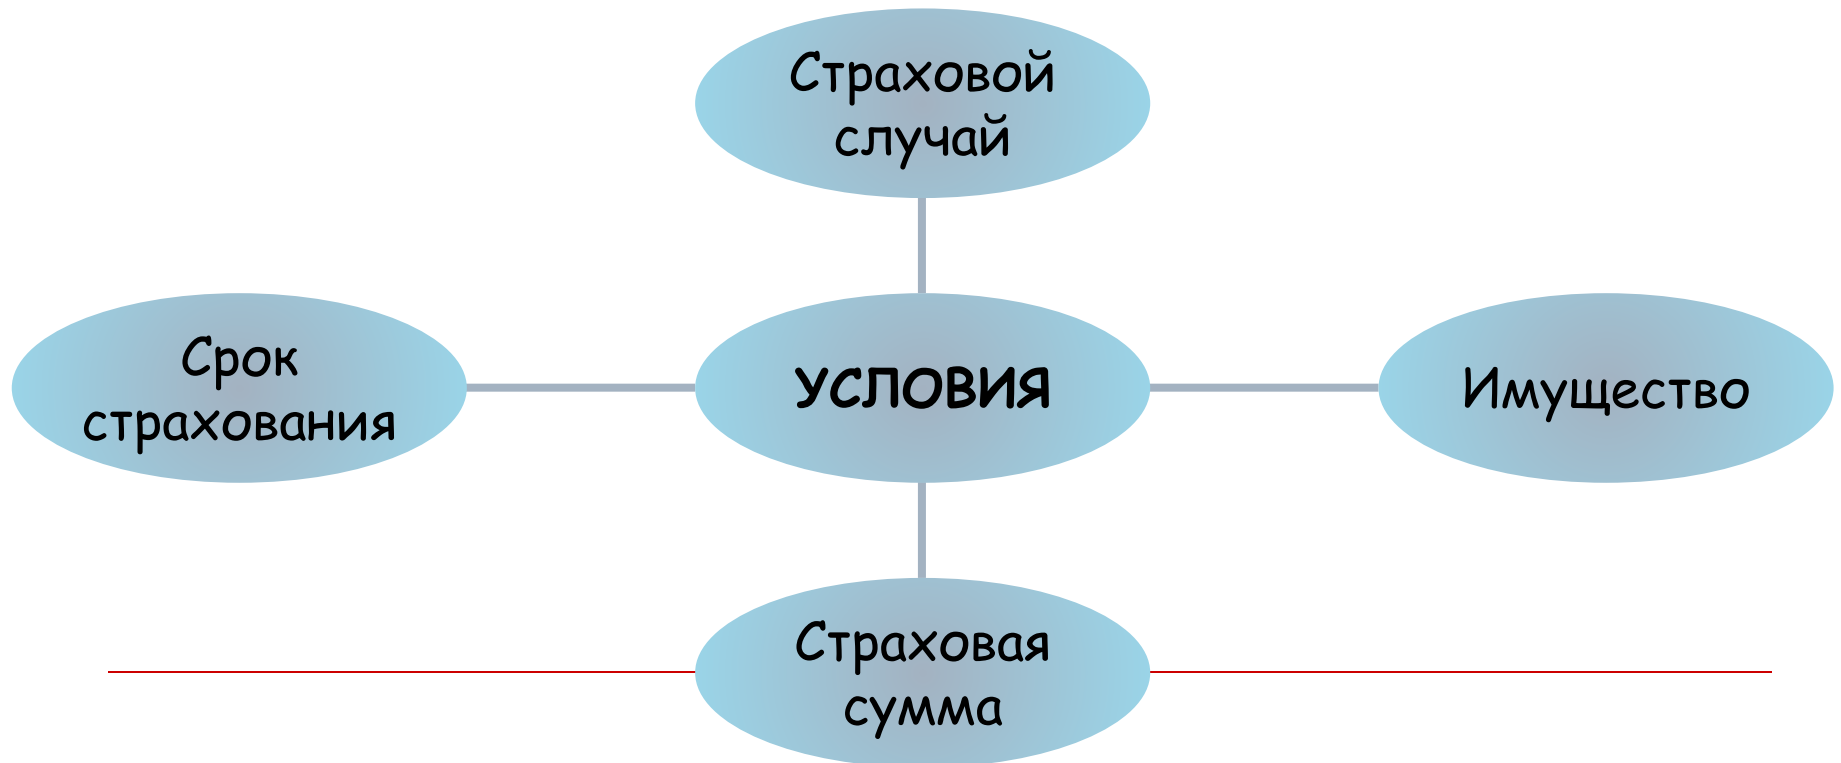 Страховой
случай
Срок
страхования
УСЛОВИЯ
Имущество
Страховая
сумма